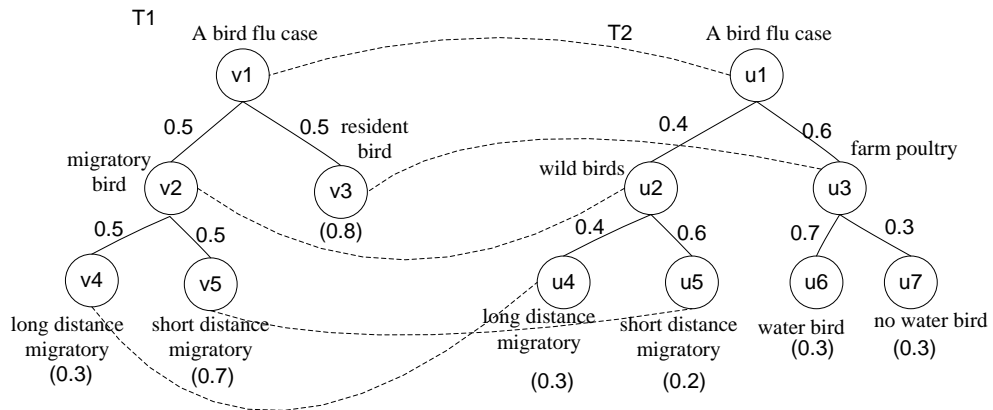 T1
A bird flu case
v1
0.5
0.5
resident
bird
migratory
bird
v2
v3
(0.8)
0.5
0.5
v4
v5
long distance
migratory
(0.3)
short distance
migratory
(0.7)
T2
A bird flu case
u1
0.4
0.6
wild birds
farm poultry
u2
u3
0.4
0.6
0.7
0.3
u4
u5
u6
u7
long distance
migratory
(0.3)
short distance
migratory
(0.2)
water bird
(0.3)
no water bird
(0.3)